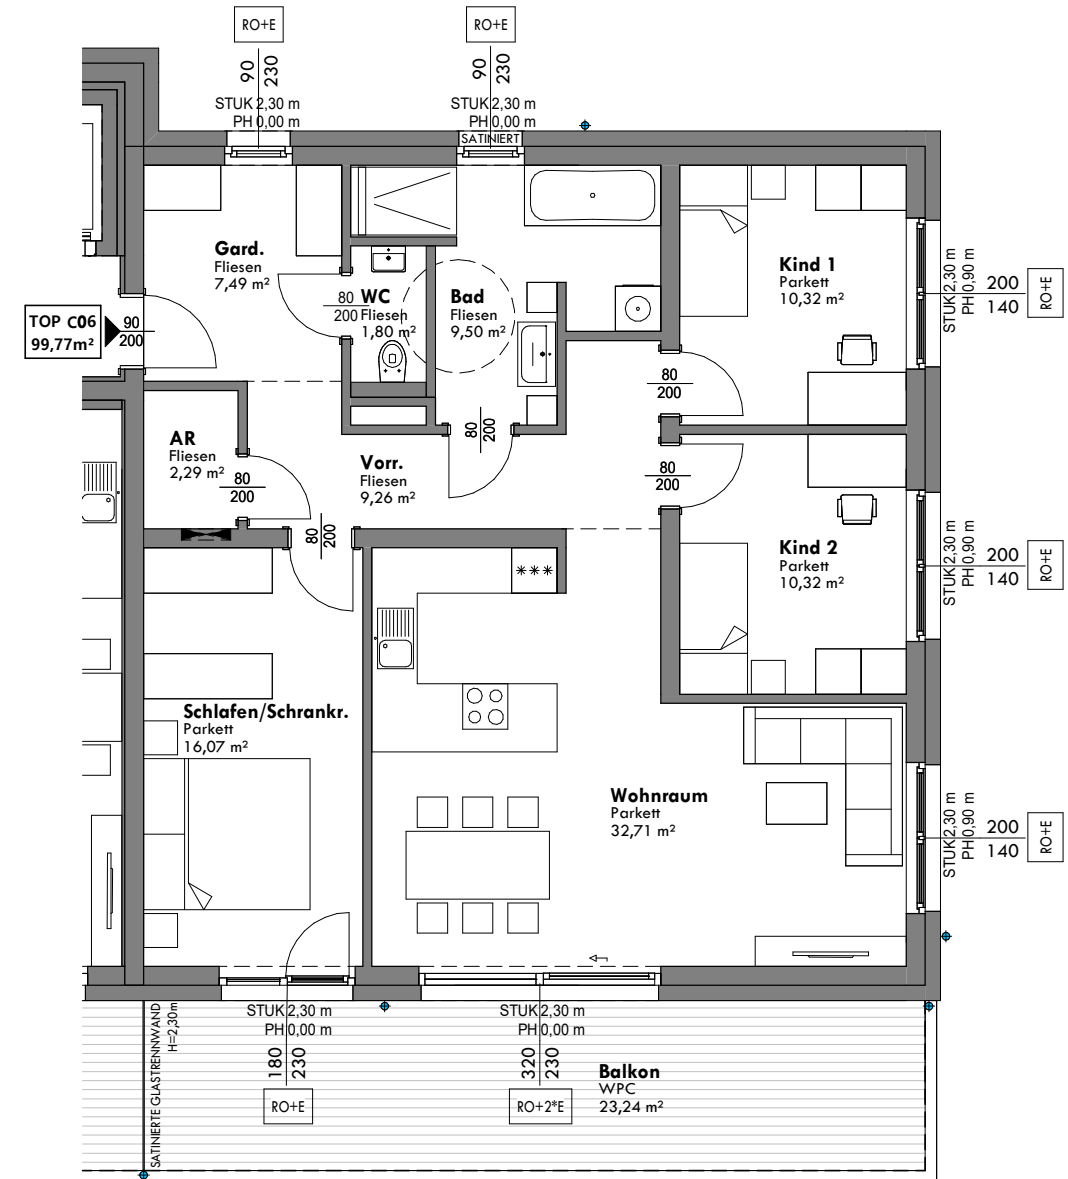 RO+E
RO+E
90
230
90
230
STUK 2,30 m
PH 0,00 m
STUK 2,30 m
PH 0,00 m
SATINIERT
Gard.
Fliesen
7,49 m²
80
200
WC
Fliesen
1,80 m²
Bad
Fliesen
9,50 m²
Kind 1
Parkett
10,32 m²
STUK 2,30 m
PH 0,90 m
200
140
RO+E
TOP C06
99,77m²
90
200
80
200
AR
Fliesen
2,29 m²
80
200
Vorr.
Fliesen
9,26 m²
80
200
80
200
80
200
***
Kind 2
Parkett
10,32 m²
STUK 2,30 m
PH 0,90 m
200
140
RO+E
Schlafen/Schrankr.
Parkett
16,07 m²
Wohnraum
Parkett
32,71 m²
STUK 2,30 m
PH 0,90 m
200
140
RO+E
SATINIERTE GLASTRENNWAND
H=2,30m
STUK 2,30 m
PH 0,00 m
180
230
RO+E
STUK 2,30 m
PH 0,00 m
320
230
RO+2*E
Balkon
WPC
23,24 m²